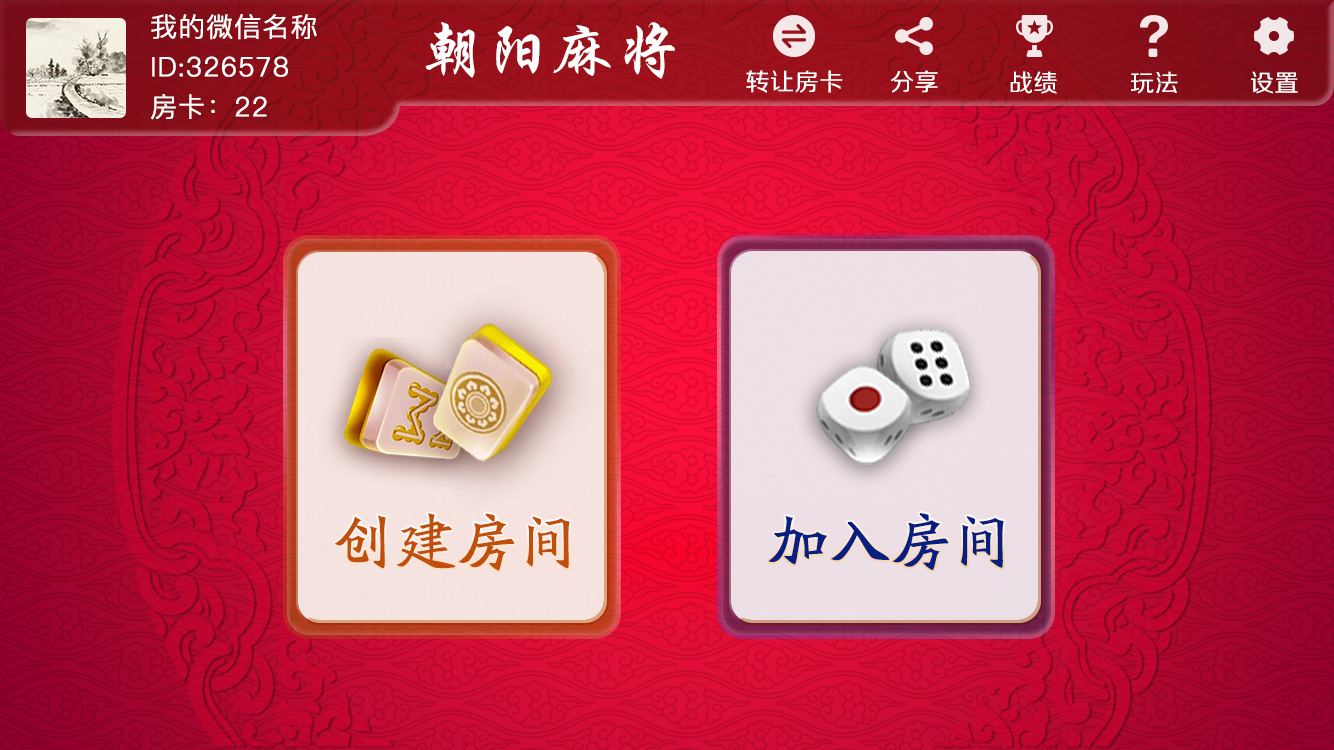 我的微信名称
ID:326578
房卡：22
朝阳麻将
转让房卡
分享
战绩
玩法
设置
创建房间
加入房间